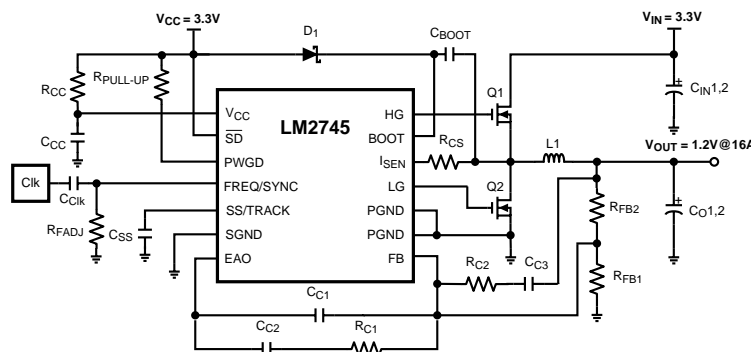 V_CC = 3.3V
D_1
C_BOOT
V_IN = 3.3V
R_CC
R_PULL-UP
Q1
C_IN1,2
+
V_CC
HG
LM2745
SD
BOOT
C_CC
R_CS
PWGD
I_SEN
L1
V_OUT = 1.2V@16A
Clk
C_Clk
FREQ/SYNC
LG
Q2
R_FB2
+
C_O1,2
SS/TRACK
PGND
R_FADJ
C_SS
SGND
PGND
EAO
FB
R_C2
C_C3
R_FB1
C_C1
C_C2
R_C1